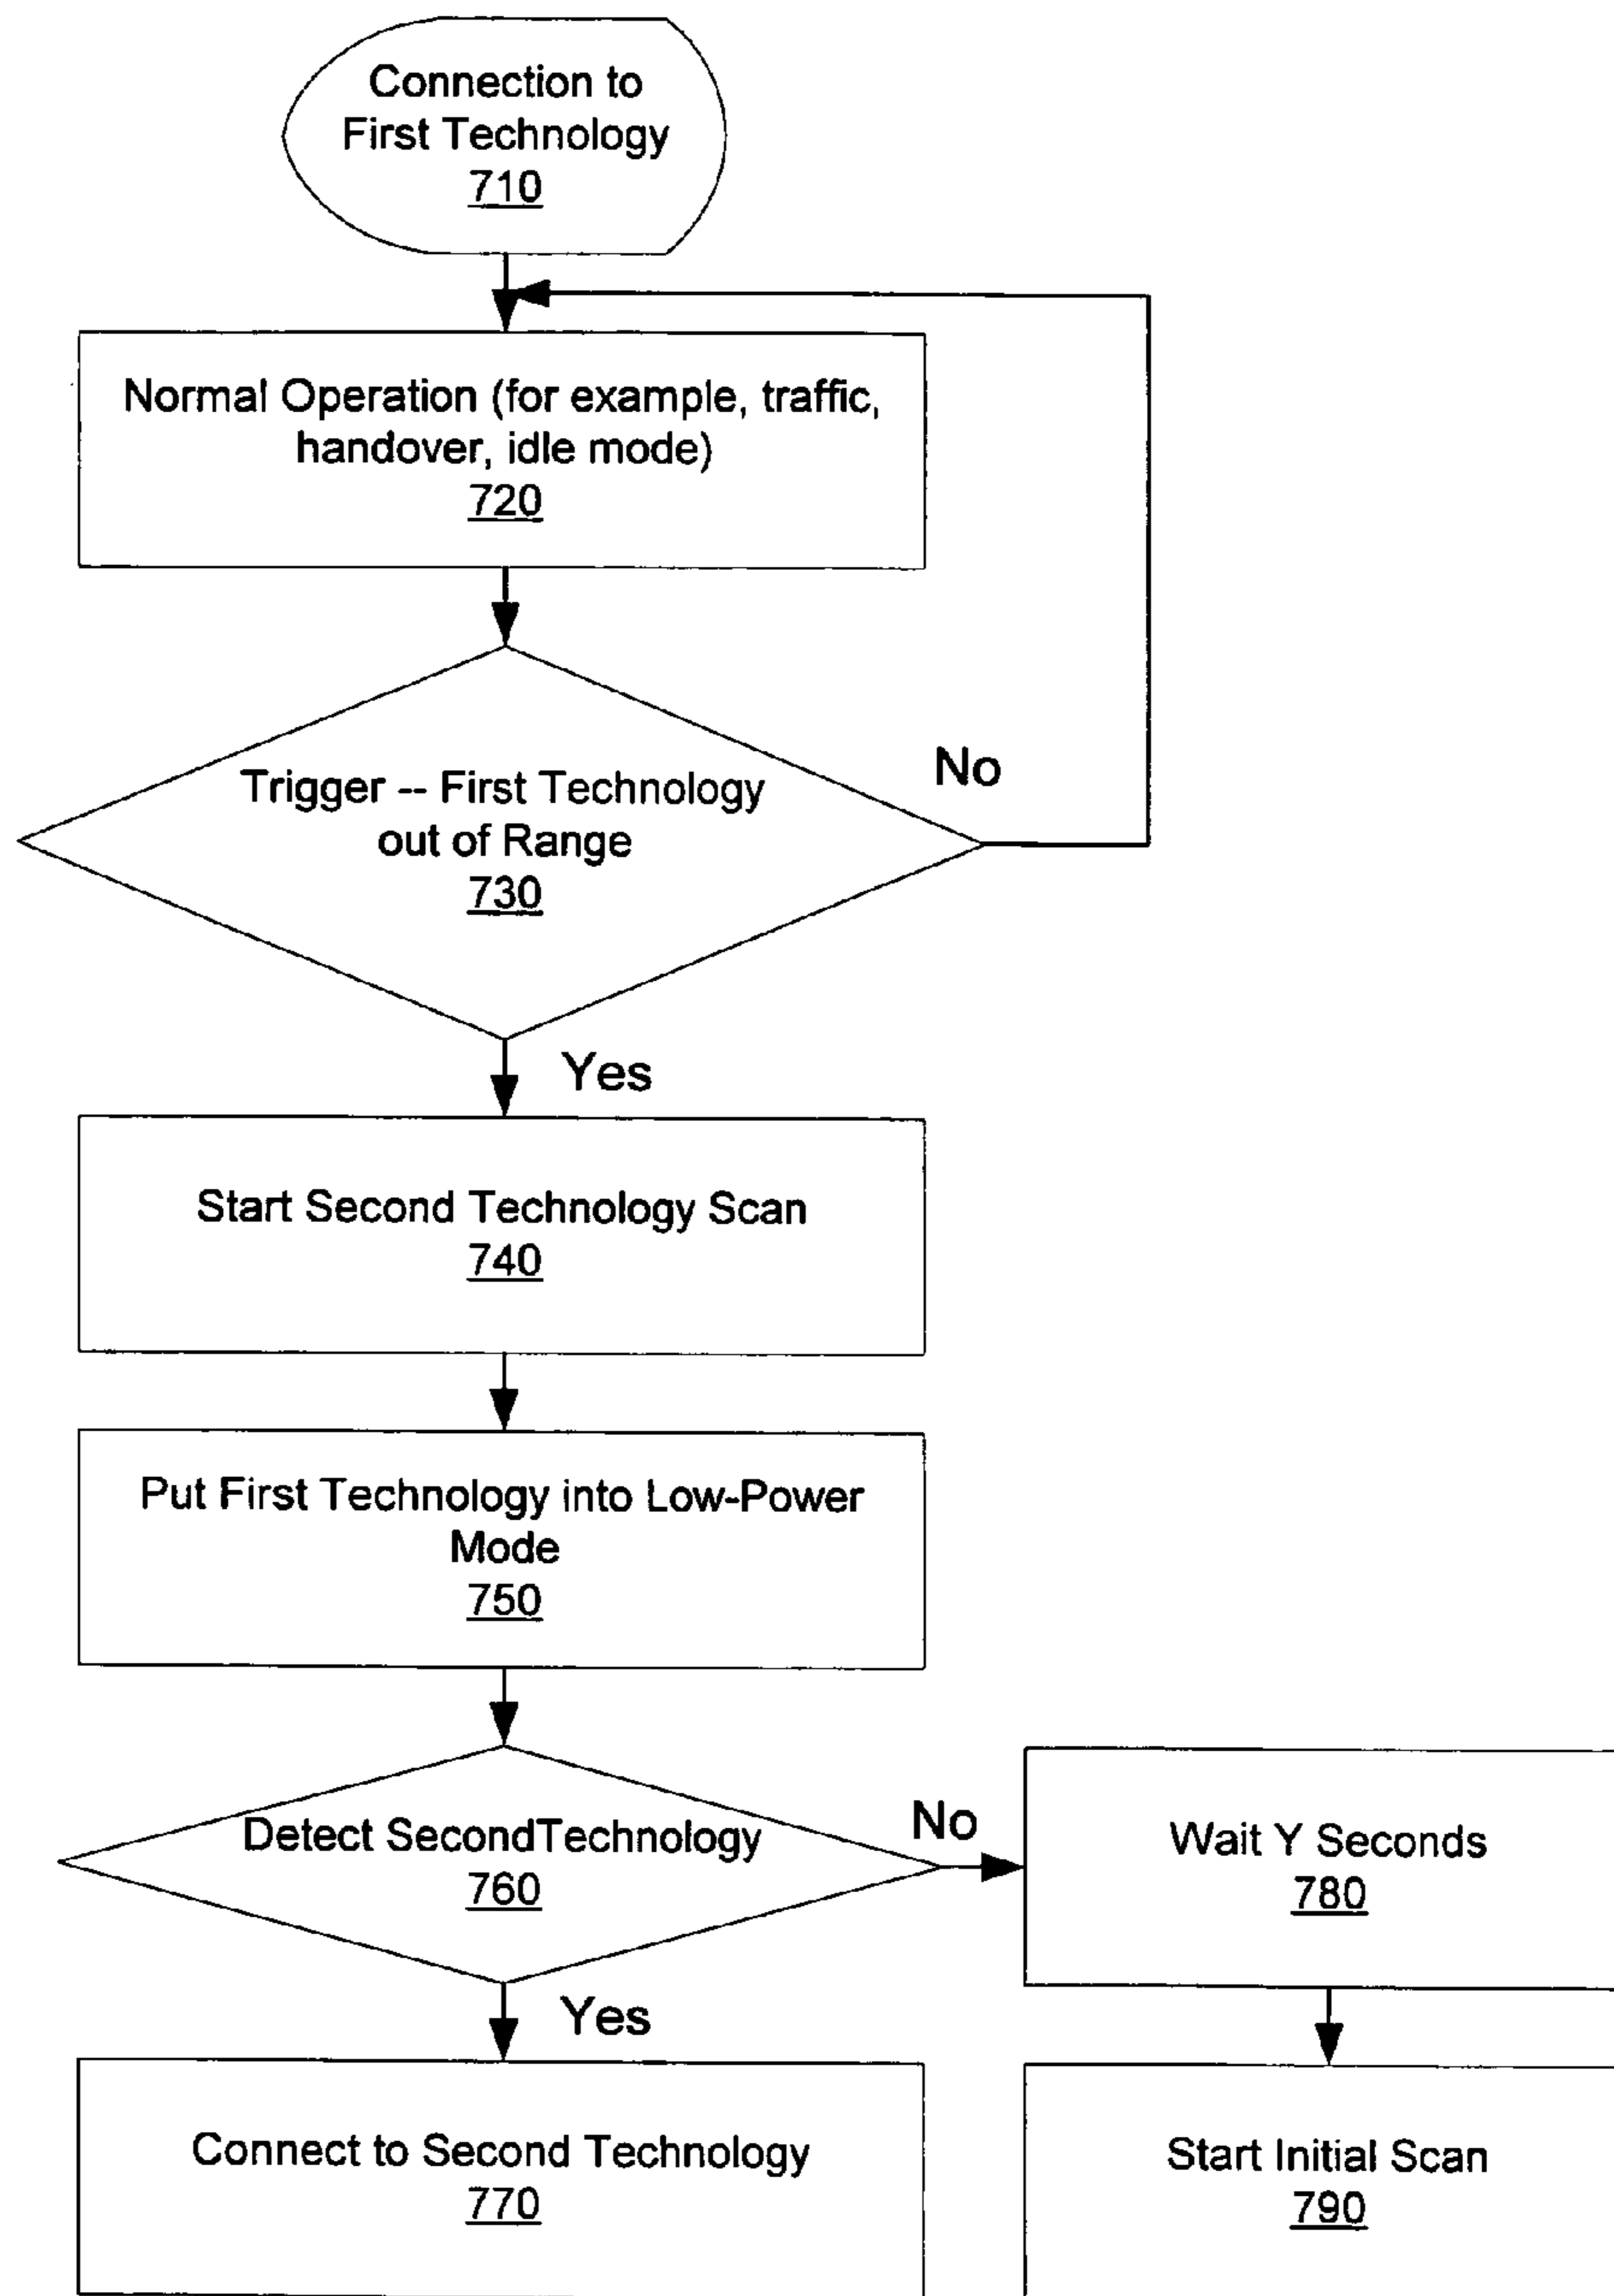 Connection to
First Technology
710
Normal Operation (for example, traffic,
handover, idle mode)
720
Trigger -- First Technology
out of Range
730
No
Yes
Start Second Technology Scan
740
Put First Technology into Low-Power
Mode
750
Detect SecondTechnology
760
No
Wait Y Seconds
780
Yes
Connect to Second Technology
770
Start Initial Scan
790